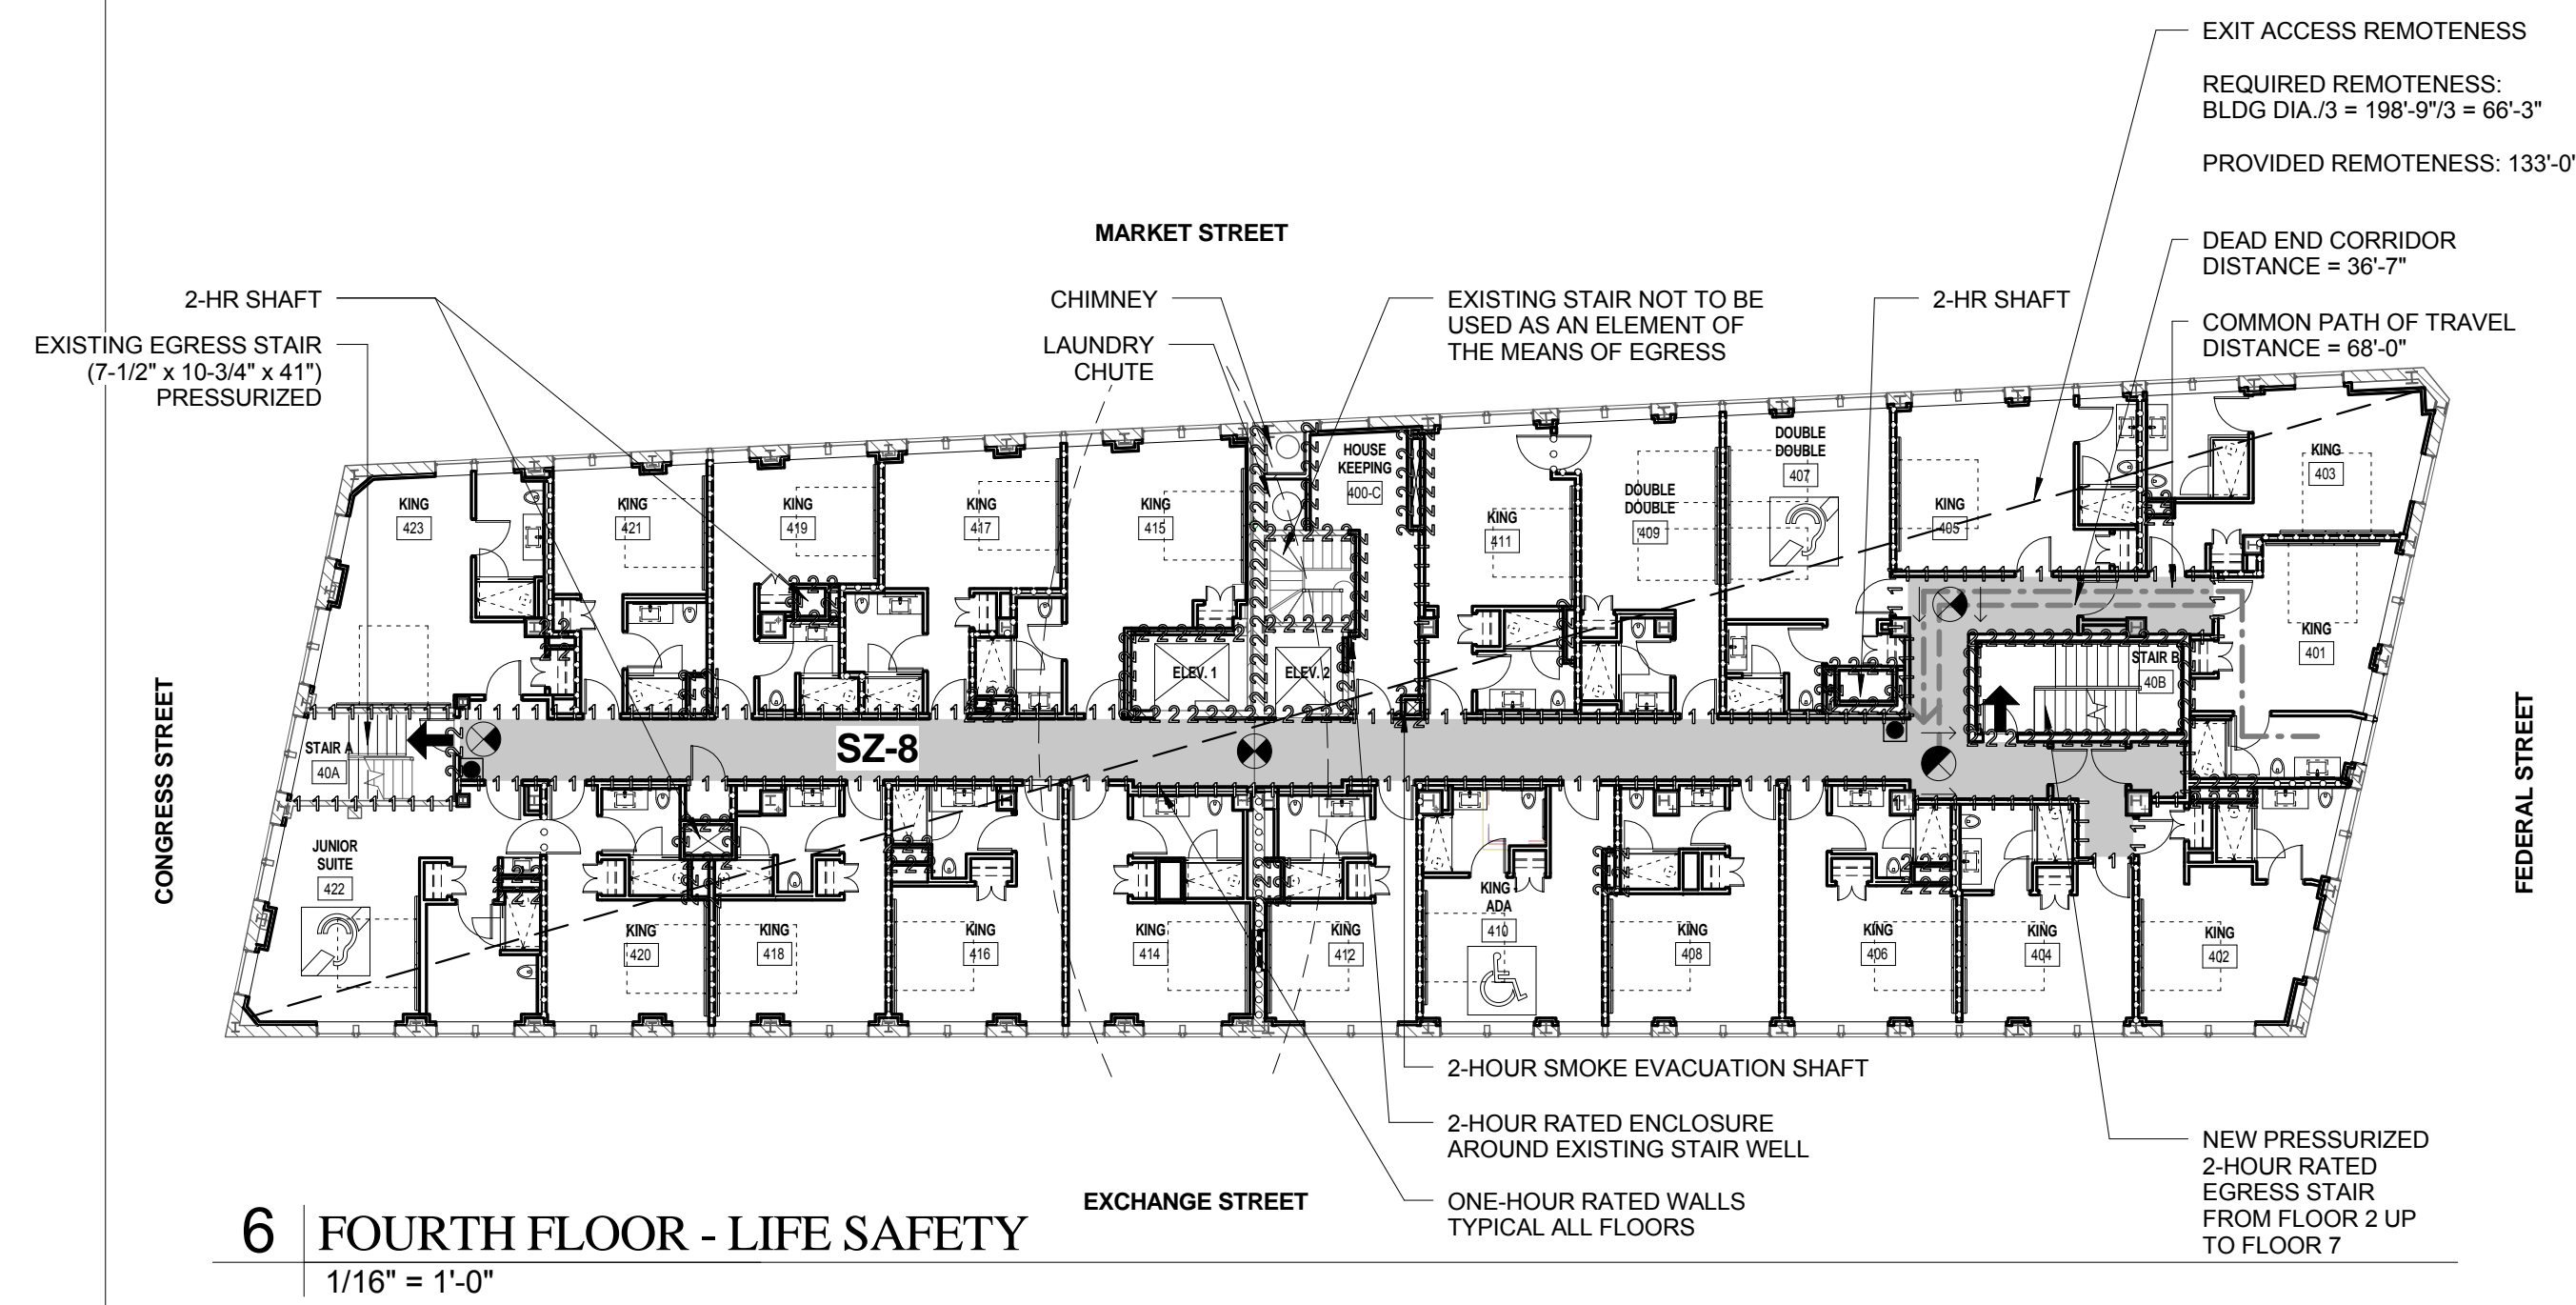 EXIT ACCESS REMOTENESS
REQUIRED REMOTENESS:
BLDG DIA./3 = 198'-9"/3 = 66'-3"
PROVIDED REMOTENESS: 133'-0"
MARKET STREET
DEAD END CORRIDOR
DISTANCE = 36'-7"
2-HR SHAFT
CHIMNEY
EXISTING STAIR NOT TO BE
USED AS AN ELEMENT OF
THE MEANS OF EGRESS
2-HR SHAFT
COMMON PATH OF TRAVEL
DISTANCE = 68'-0"
EXISTING EGRESS STAIR
(7-1/2" x 10-3/4" x 41")
PRESSURIZED
LAUNDRY
CHUTE
KING
423
KING
421
KING
419
KING
417
KING
415
HOUSE
KEEPING
400-C
KING
411
DOUBLE
DOUBLE
409
DOUBLE
DOUBLE
407
KING
405
KING
403
KING
401
ELEV. 1
ELEV. 2
STAIR B
40B
STAIR A
40A
SZ-8
CONGRESS STREET
FEDERAL STREET
JUNIOR
SUITE
422
KING
420
KING
418
KING
416
KING
414
KING
412
KING
ADA
410
KING
408
KING
406
KING
404
KING
402
2-HOUR SMOKE EVACUATION SHAFT
2-HOUR RATED ENCLOSURE
AROUND EXISTING STAIR WELL
ONE-HOUR RATED WALLS
TYPICAL ALL FLOORS
NEW PRESSURIZED
2-HOUR RATED
EGRESS STAIR
FROM FLOOR 2 UP
TO FLOOR 7
EXCHANGE STREET
6 FOURTH FLOOR - LIFE SAFETY
1/16" = 1'-0"